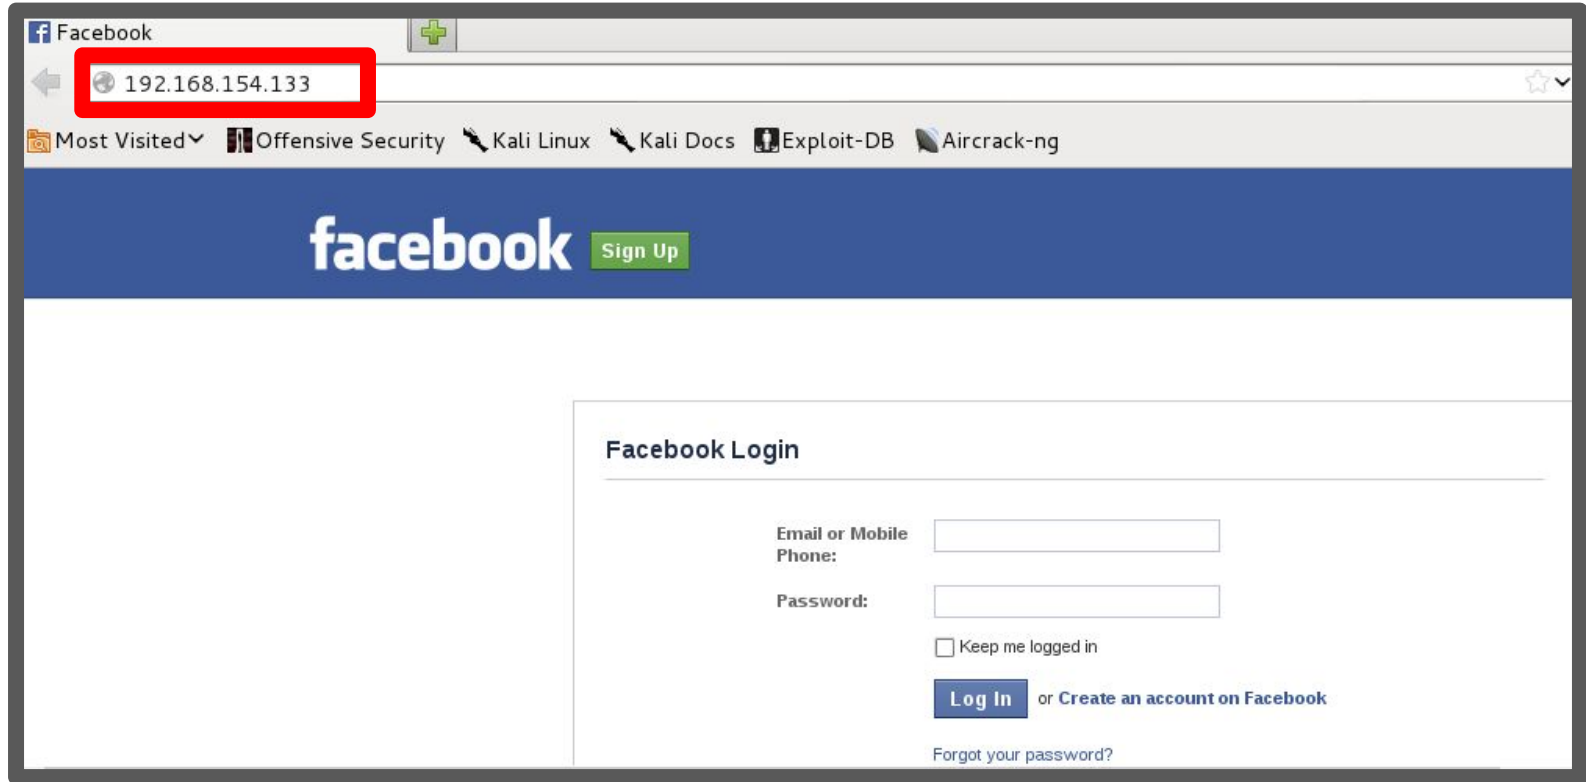 Facebook
192.168.154.133
Most Visited Offensive Security Kali Linux Kali Docs Exploit-DB Aircrack-ng
facebook Sign Up
Facebook Login
Email or Mobile
Phone:
Password:
Keep me logged in
Log In or Create an account on Facebook
Forgot your password?